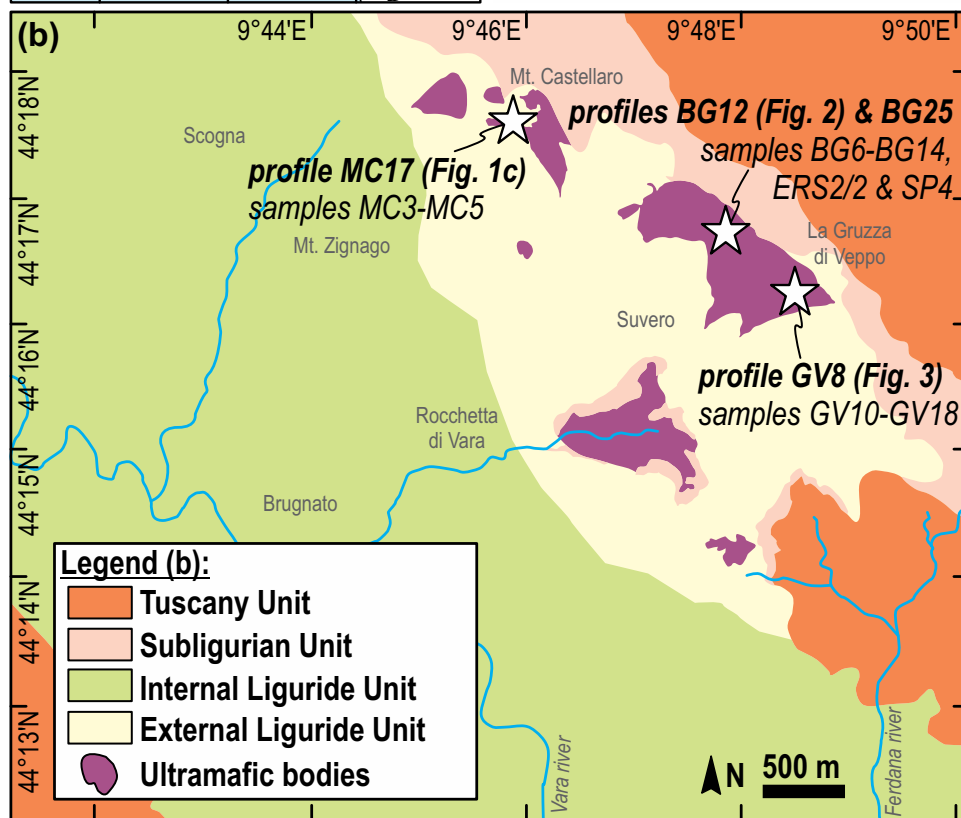 (b)
9°44'E
9°46'E
9°48'E
9°50'E
44°18'N
44°17'N
44°16'N
44°15'N
44°14'N
44°13'N
Mt. Castellaro
Scogna
profiles BG12 (Fig. 2) & BG25
samples BG6-BG14,
ERS2/2 & SP4
profile MC17 (Fig. 1c)
samples MC3-MC5
Mt. Zignago
La Gruzza
di Veppo
Suvero
profile GV8 (Fig. 3)
samples GV10-GV18
Rocchetta
di Vara
Brugnato
Legend (b):
Tuscany Unit
Subligurian Unit
Internal Liguride Unit
External Liguride Unit
Ultramafic bodies
Vara river
N
500 m
Ferdana river